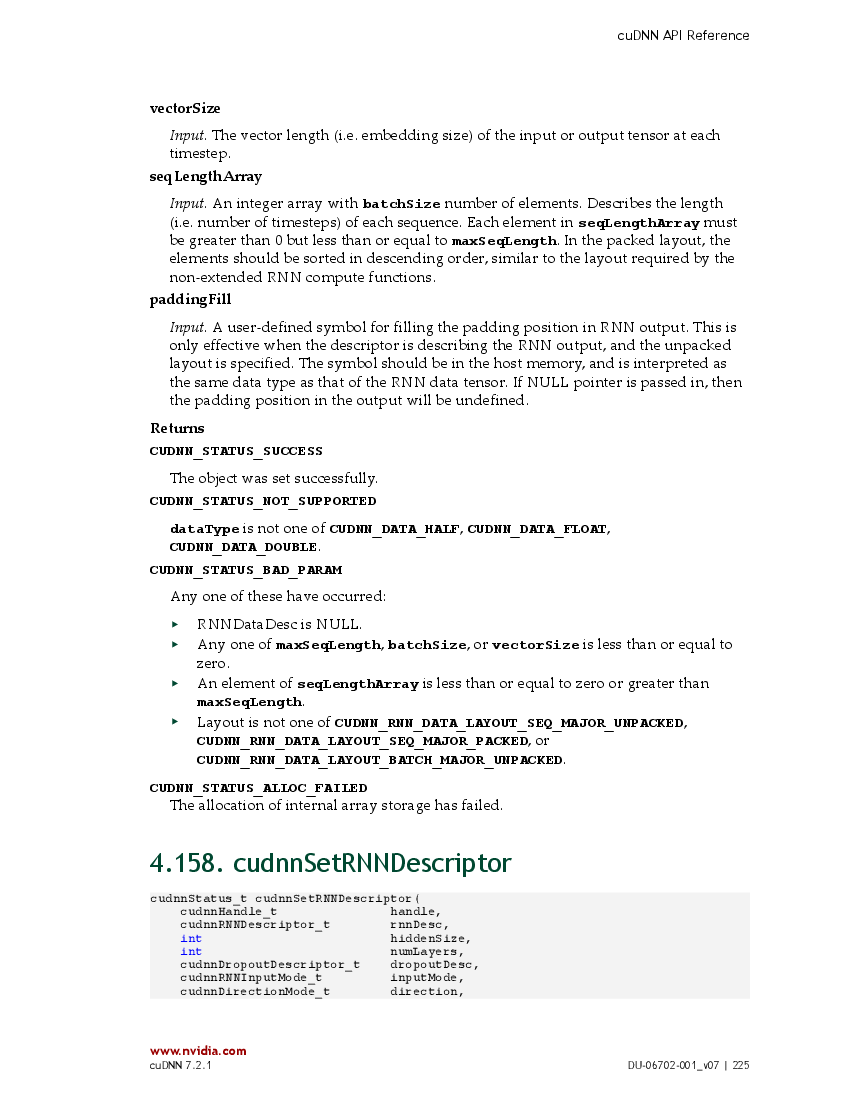 cuDNN API Reference
vectorSize
Input. The vector length (i.e. embedding size) of the input or output tensor at each
timestep.
seqLengthArray
Input. An integer array with batchSize number of elements. Describes the length
(i.e. number of timesteps) of each sequence. Each element in seqLengthArray must
be greater than 0 but less than or equal to maxSeqLength. In the packed layout, the
elements should be sorted in descending order, similar to the layout required by the
non-extended RNN compute functions.
paddingFill
Input. A user-defined symbol for filling the padding position in RNN output. This is
only effective when the descriptor is describing the RNN output, and the unpacked
layout is specified. The symbol should be in the host memory, and is interpreted as
the same data type as that of the RNN data tensor. If NULL pointer is passed in, then
the padding position in the output will be undefined.
Returns
CUDNN_STATUS_SUCCESS
The object was set successfully.
CUDNN_STATUS_NOT_SUPPORTED
dataType is not one of CUDNN_DATA_HALF, CUDNN_DATA_FLOAT,
CUDNN_DATA_DOUBLE.
CUDNN_STATUS_BAD_PARAM
Any one of these have occurred:
▸ RNNDataDesc is NULL.
▸ Any one of maxSeqLength, batchSize, or vectorSize is less than or equal to
zero.
▸ An element of seqLengthArray is less than or equal to zero or greater than
maxSeqLength.
▸ Layout is not one of CUDNN_RNN_DATA_LAYOUT_SEQ_MAJOR_UNPACKED,
CUDNN_RNN_DATA_LAYOUT_SEQ_MAJOR_PACKED, or
CUDNN_RNN_DATA_LAYOUT_BATCH_MAJOR_UNPACKED.
CUDNN_STATUS_ALLOC_FAILED
The allocation of internal array storage has failed.
4.158. cudnnSetRNNDescriptor
cudnnStatus_t cudnnSetRNNDescriptor(
cudnnHandle_t handle,
cudnnRNNDescriptor_t rnnDesc,
int hiddenSize,
int numLayers,
cudnnDropoutDescriptor_t dropoutDesc,
cudnnRNNInputMode_t inputMode,
cudnnDirectionMode_t direction,
www.nvidia.com
cuDNN 7.2.1 DU-06702-001_v07 | 225